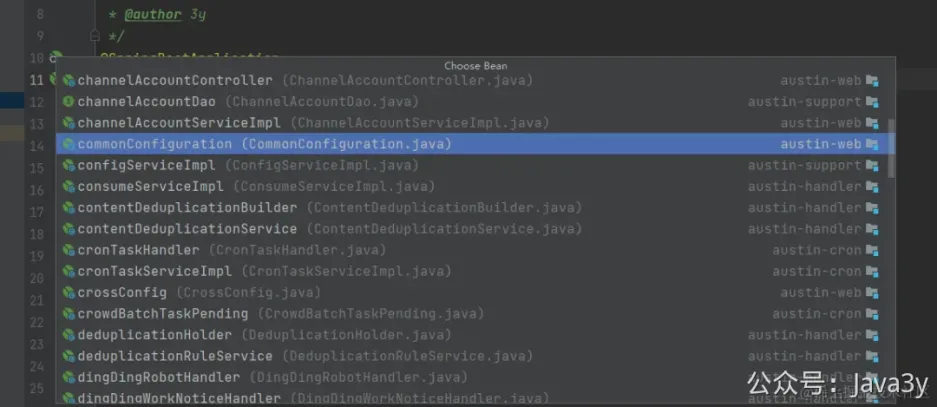 8 * @author 3y
9 */
10 @SpringBootApplication
Choose Bean
11 channelAccountController (ChannelAccountController.java) austin-web
12 channelAccountDao (ChannelAccountDao.java) austin-support
13 channelAccountServiceImpl (ChannelAccountServiceImpl.java) austin-web
14 commonConfiguration (CommonConfiguration.java) austin-web
15 configServiceImpl (ConfigServiceImpl.java) austin-support
16 consumeServiceImpl (ConsumeServiceImpl.java) austin-handler
17 contentDeduplicationBuilder (ContentDeduplicationBuilder.java) austin-handler
18 contentDeduplicationService (ContentDeduplicationService.java) austin-handler
19 cronTaskHandler (CronTaskHandler.java) austin-cron
20 cronTaskServiceImpl (CronTaskServiceImpl.java) austin-cron
21 crossConfig (CrossConfig.java) austin-web
22 crowdBatchTaskPending (CrowdBatchTaskPending.java) austin-cron
23 deduplicationHolder (DeduplicationHolder.java) austin-handler
24 deduplicationRuleService (DeduplicationRuleService.java) austin-handler
25 dingDingRobotHandler (DingDingRobotHandler.java)
dingDingWorkNoticeHandler (DingDingWorkNoticeHandler.java)
公众号：Java3y